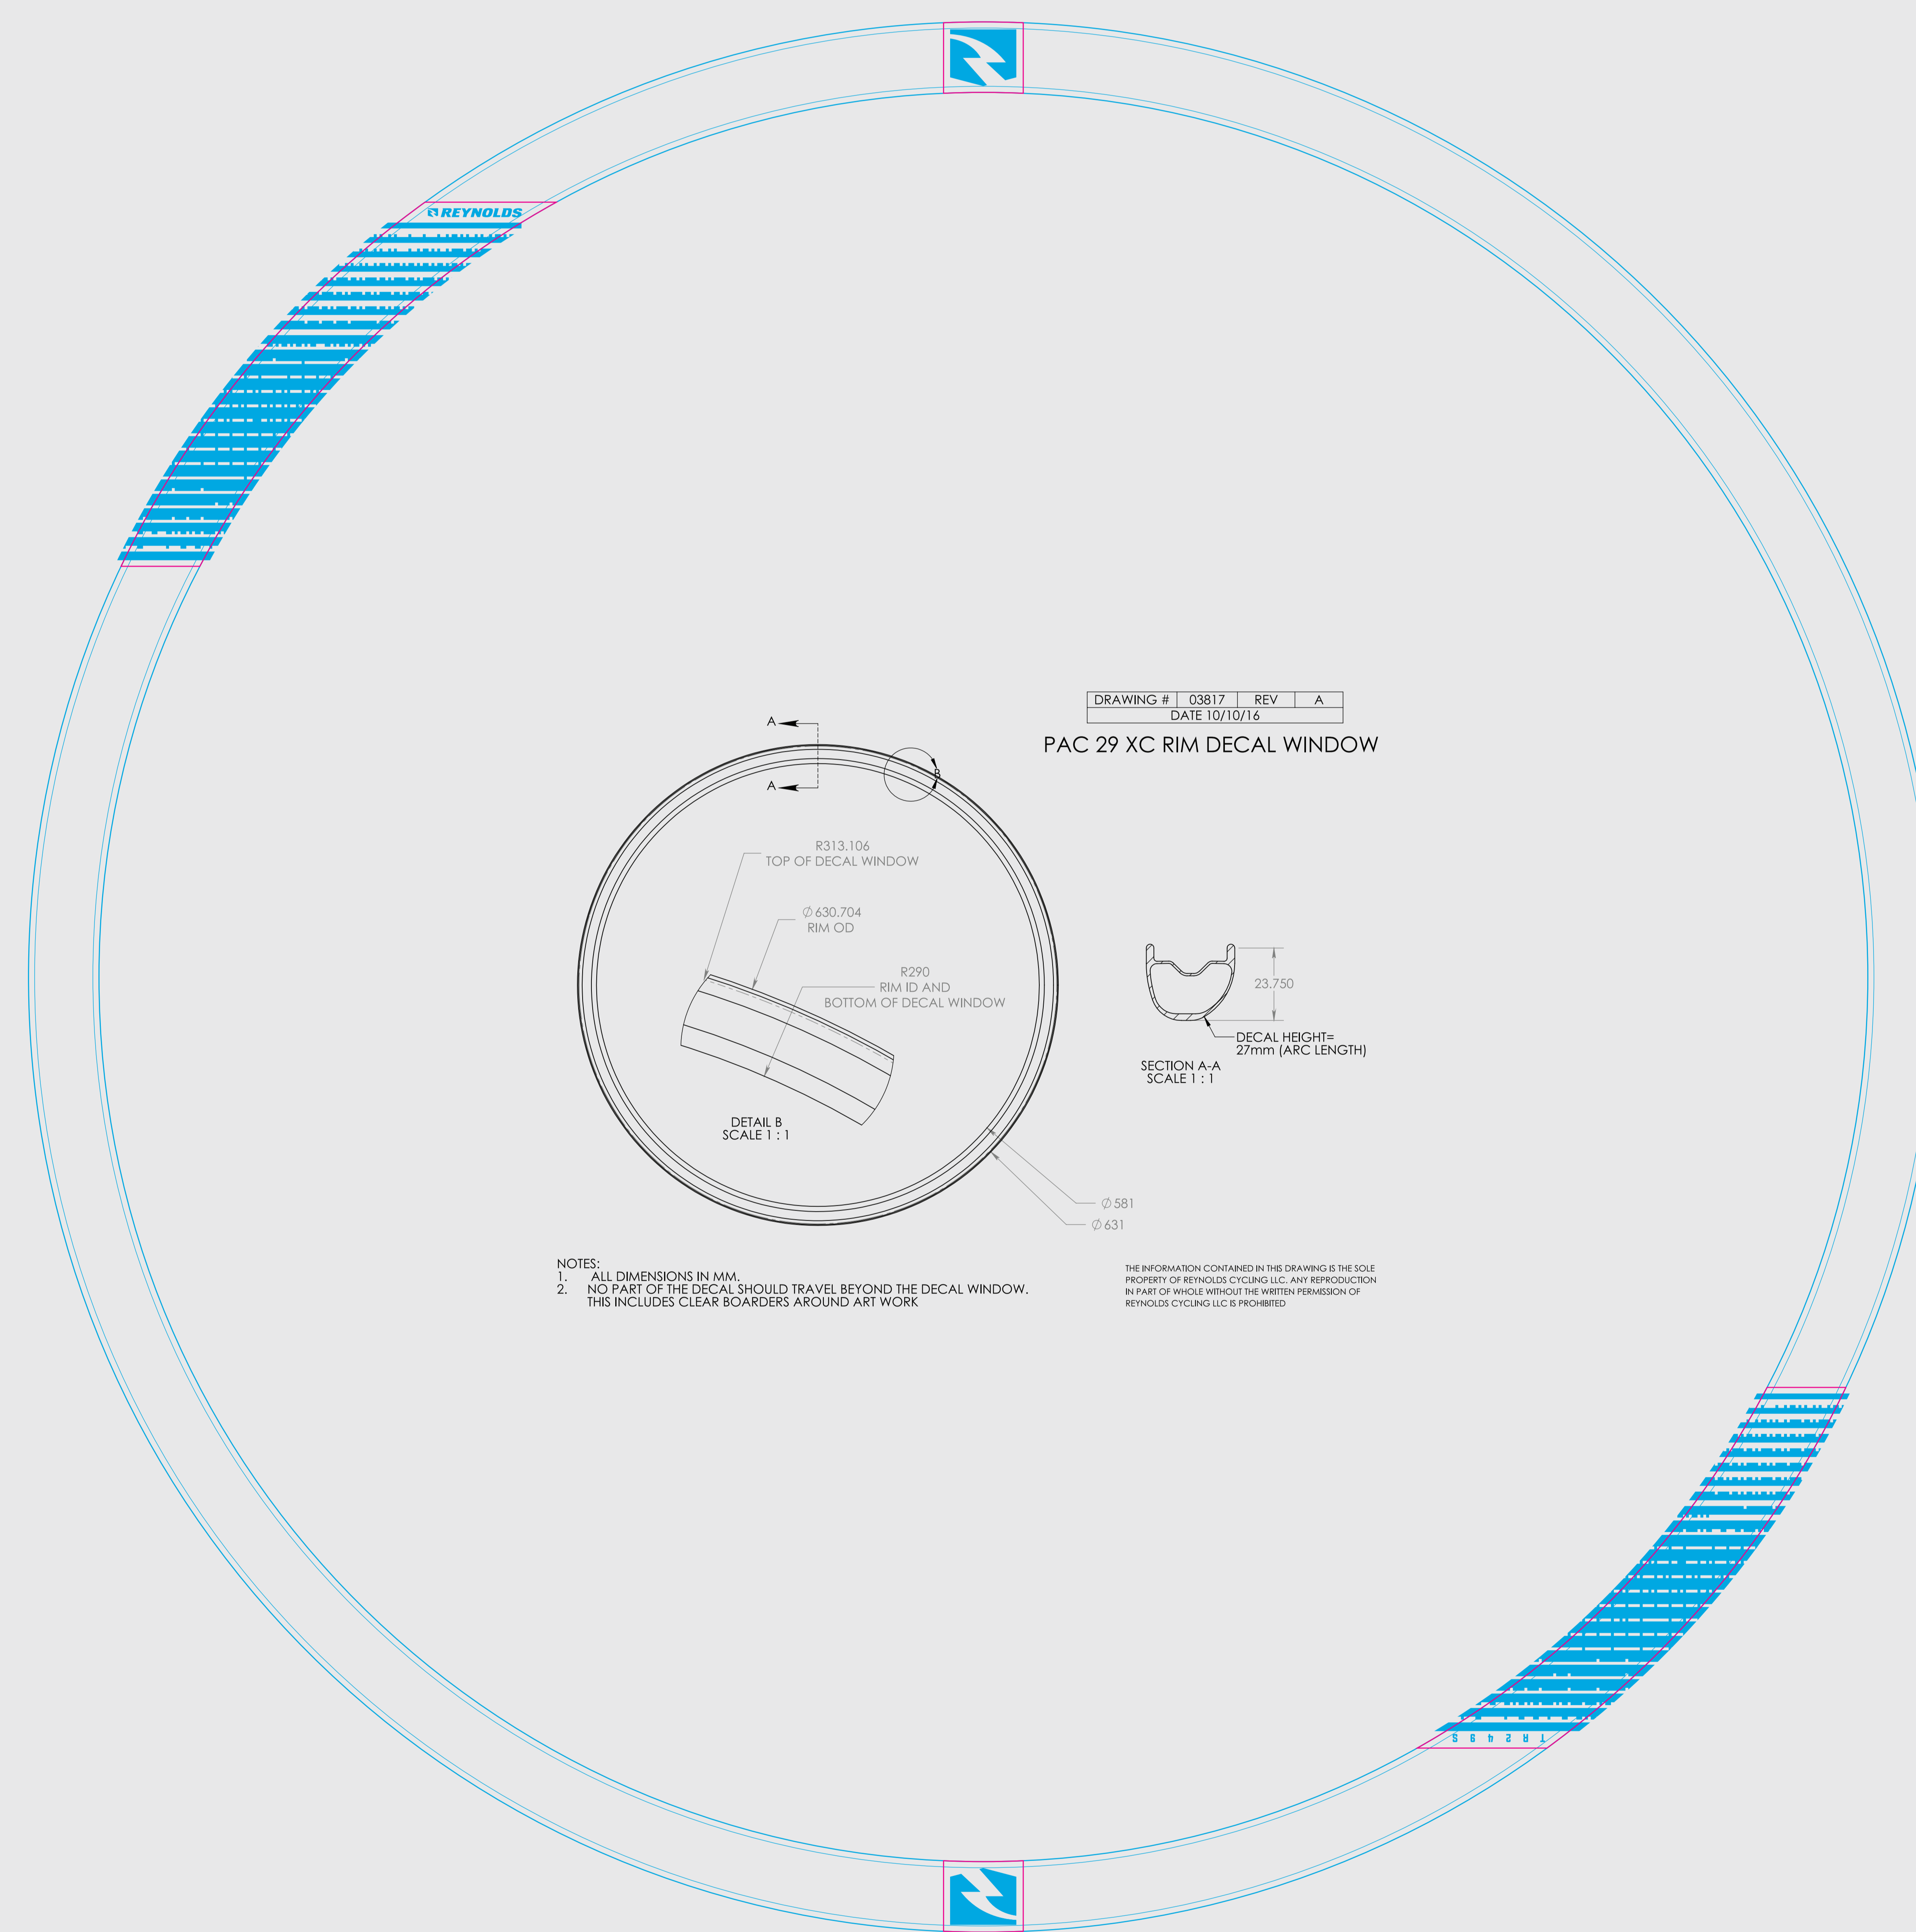 REYNOLDS
DRAWING # 03817 REV A
DATE 10/10/16
PAC 29 XC RIM DECAL WINDOW
A
A
B
R313.106
TOP OF DECAL WINDOW
Ø 630.704
RIM OD
R290
RIM ID AND
BOTTOM OF DECAL WINDOW
DETAIL B
SCALE 1 : 1
23.750
DECAL HEIGHT=
27mm (ARC LENGTH)
SECTION A-A
SCALE 1 : 1
Ø 581
Ø 631
NOTES:
1. ALL DIMENSIONS IN MM.
2. NO PART OF THE DECAL SHOULD TRAVEL BEYOND THE DECAL WINDOW.
THIS INCLUDES CLEAR BOARDERS AROUND ART WORK
THE INFORMATION CONTAINED IN THIS DRAWING IS THE SOLE
PROPERTY OF REYNOLDS CYCLING LLC. ANY REPRODUCTION
IN PART OF WHOLE WITHOUT THE WRITTEN PERMISSION OF
REYNOLDS CYCLING LLC IS PROHIBITED
TR249S